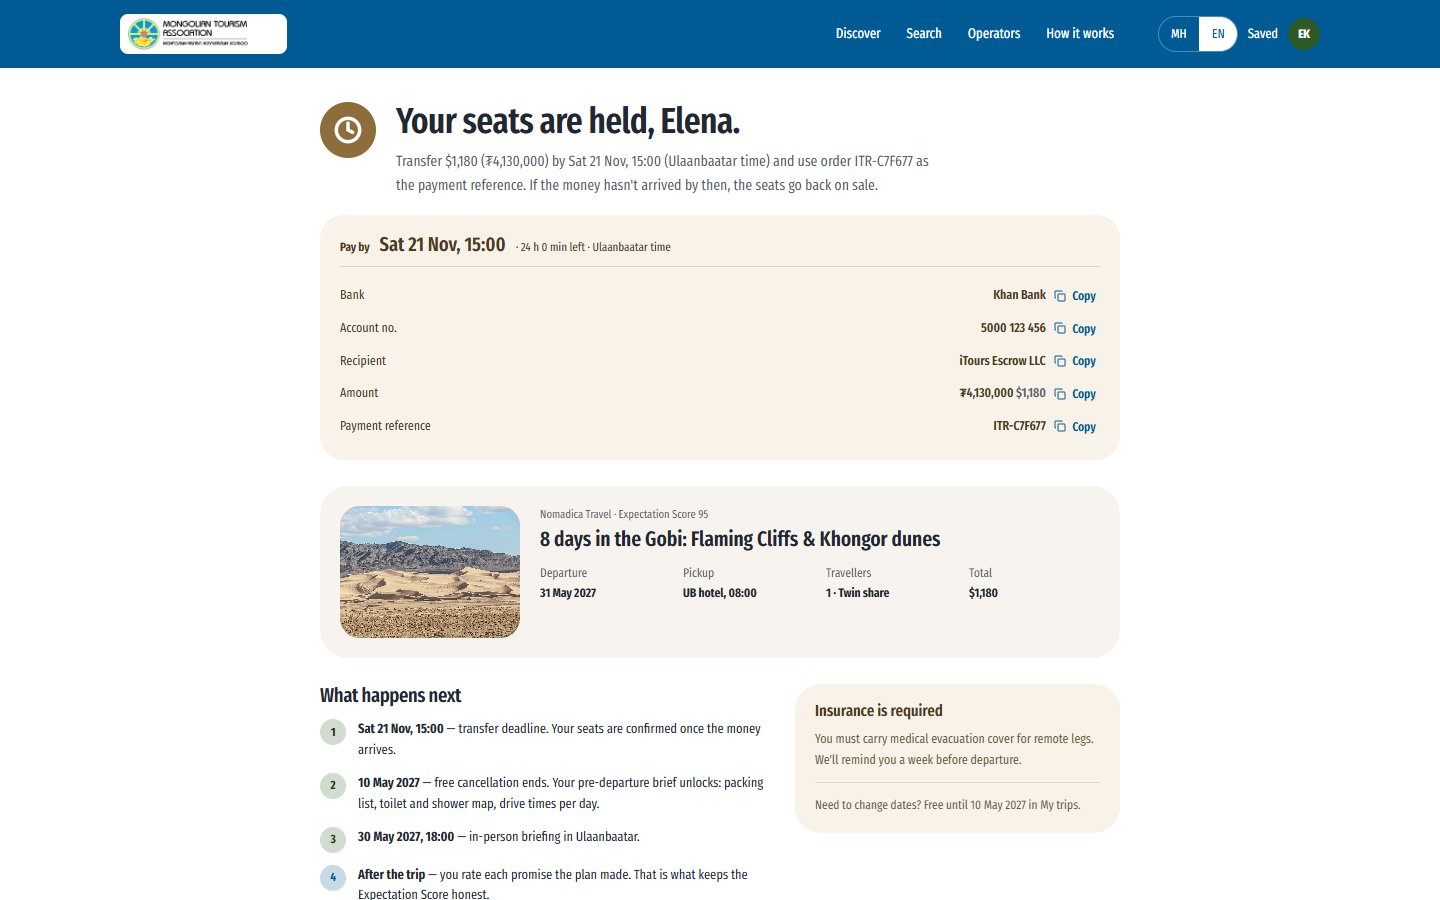 MONGOLIAN TOURISM
ASSOCIATION
Discover
Search
Operators
How it works
MH
EN
Saved
EK
Your seats are held, Elena.
Transfer $1,180 (₮4,130,000) by Sat 21 Nov, 15:00 (Ulaanbaatar time) and use order ITR-C7F677 as
the payment reference. If the money hasn't arrived by then, the seats go back on sale.
Pay by Sat 21 Nov, 15:00 · 24 h 0 min left · Ulaanbaatar time
Bank Khan Bank Copy
Account no. 5000 123 456 Copy
Recipient iTours Escrow LLC Copy
Amount ₮4,130,000 $1,180 Copy
Payment reference ITR-C7F677 Copy
Nomadica Travel · Expectation Score 95
8 days in the Gobi: Flaming Cliffs & Khongor dunes
Departure Pickup Travellers Total
31 May 2027 UB hotel, 08:00 1 · Twin share $1,180
What happens next
1 Sat 21 Nov, 15:00 — transfer deadline. Your seats are confirmed once the money
arrives.
2 10 May 2027 — free cancellation ends. Your pre-departure brief unlocks: packing
list, toilet and shower map, drive times per day.
3 30 May 2027, 18:00 — in-person briefing in Ulaanbaatar.
4 After the trip — you rate each promise the plan made. That is what keeps the
Expectation Score honest.
Insurance is required
You must carry medical evacuation cover for remote legs.
We'll remind you a week before departure.
Need to change dates? Free until 10 May 2027 in My trips.